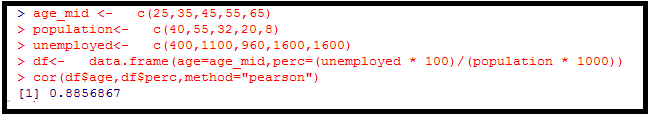 > age_mid <-   c(25,35,45,55,65)
> population<-   c(40,55,32,20,8)
> unemployed<-   c(400,1100,960,1600,1600)
> df<-   data.frame(age=age_mid,perc=(unemployed * 100)/(population * 1000))
> cor(df$age,df$perc,method="pearson")
[1] 0.8856867